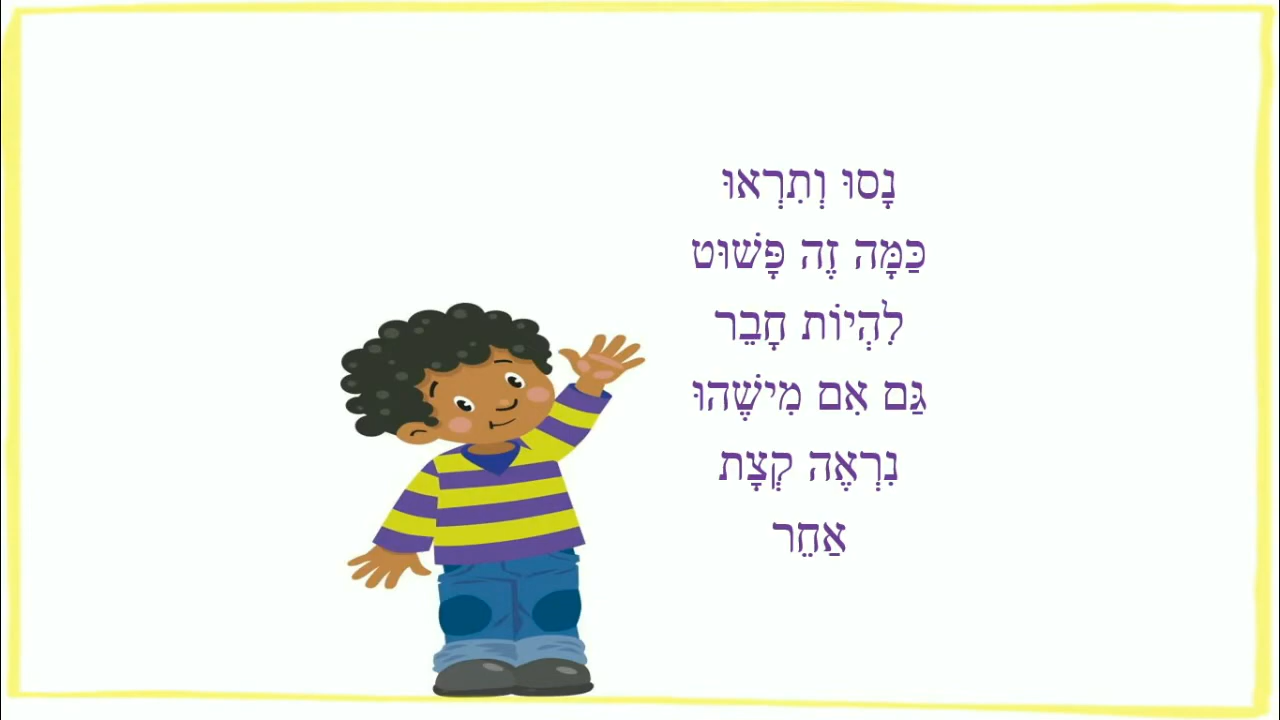 נָסוּ וְתִרְאוּ
כַּמָּה זֶה פָּשׁוּט
לִהְיוֹת חָבֵר
גַּם אִם מִישֶׁהוּ
נִרְאֶה קְצָת
אַחֵר